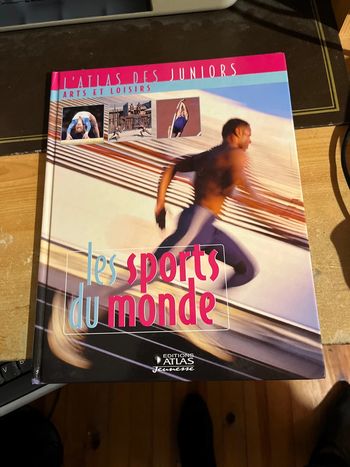 L'ATLAS DES JUNIORS
ARTS ET LOISIRS
les sports
du monde
EDITIONS
ATLAS
Jeunesse